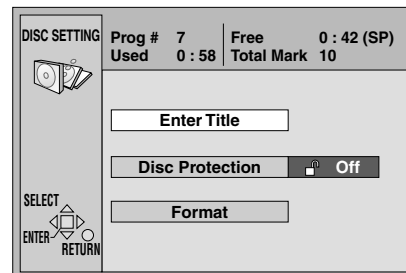 DISC SETTING
Prog # 7 Free 0 : 42 (SP)
Used 0 : 58 Total Mark 10
Enter Title
Disc Protection Off
Format
SELECT
ENTER
RETURN